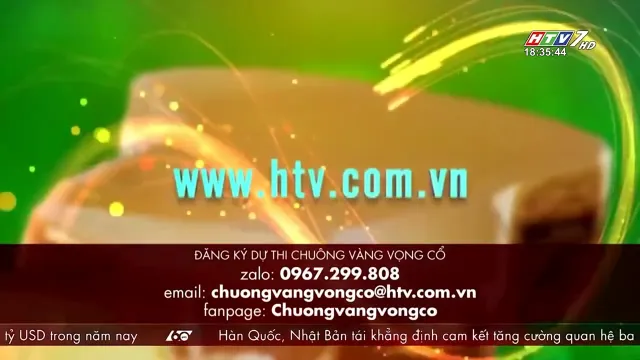 HTV7 HD
18:35:44
www.htv.com.vn
ĐĂNG KÝ DỰ THI CHUÔNG VÀNG VỌNG CỔ
zalo: 0967.299.808
email: chuongvangvongco@htv.com.vn
fanpage: Chuongvangvongco
tỷ USD trong năm nay
Hàn Quốc, Nhật Bản tái khẳng định cam kết tăng cường quan hệ ba